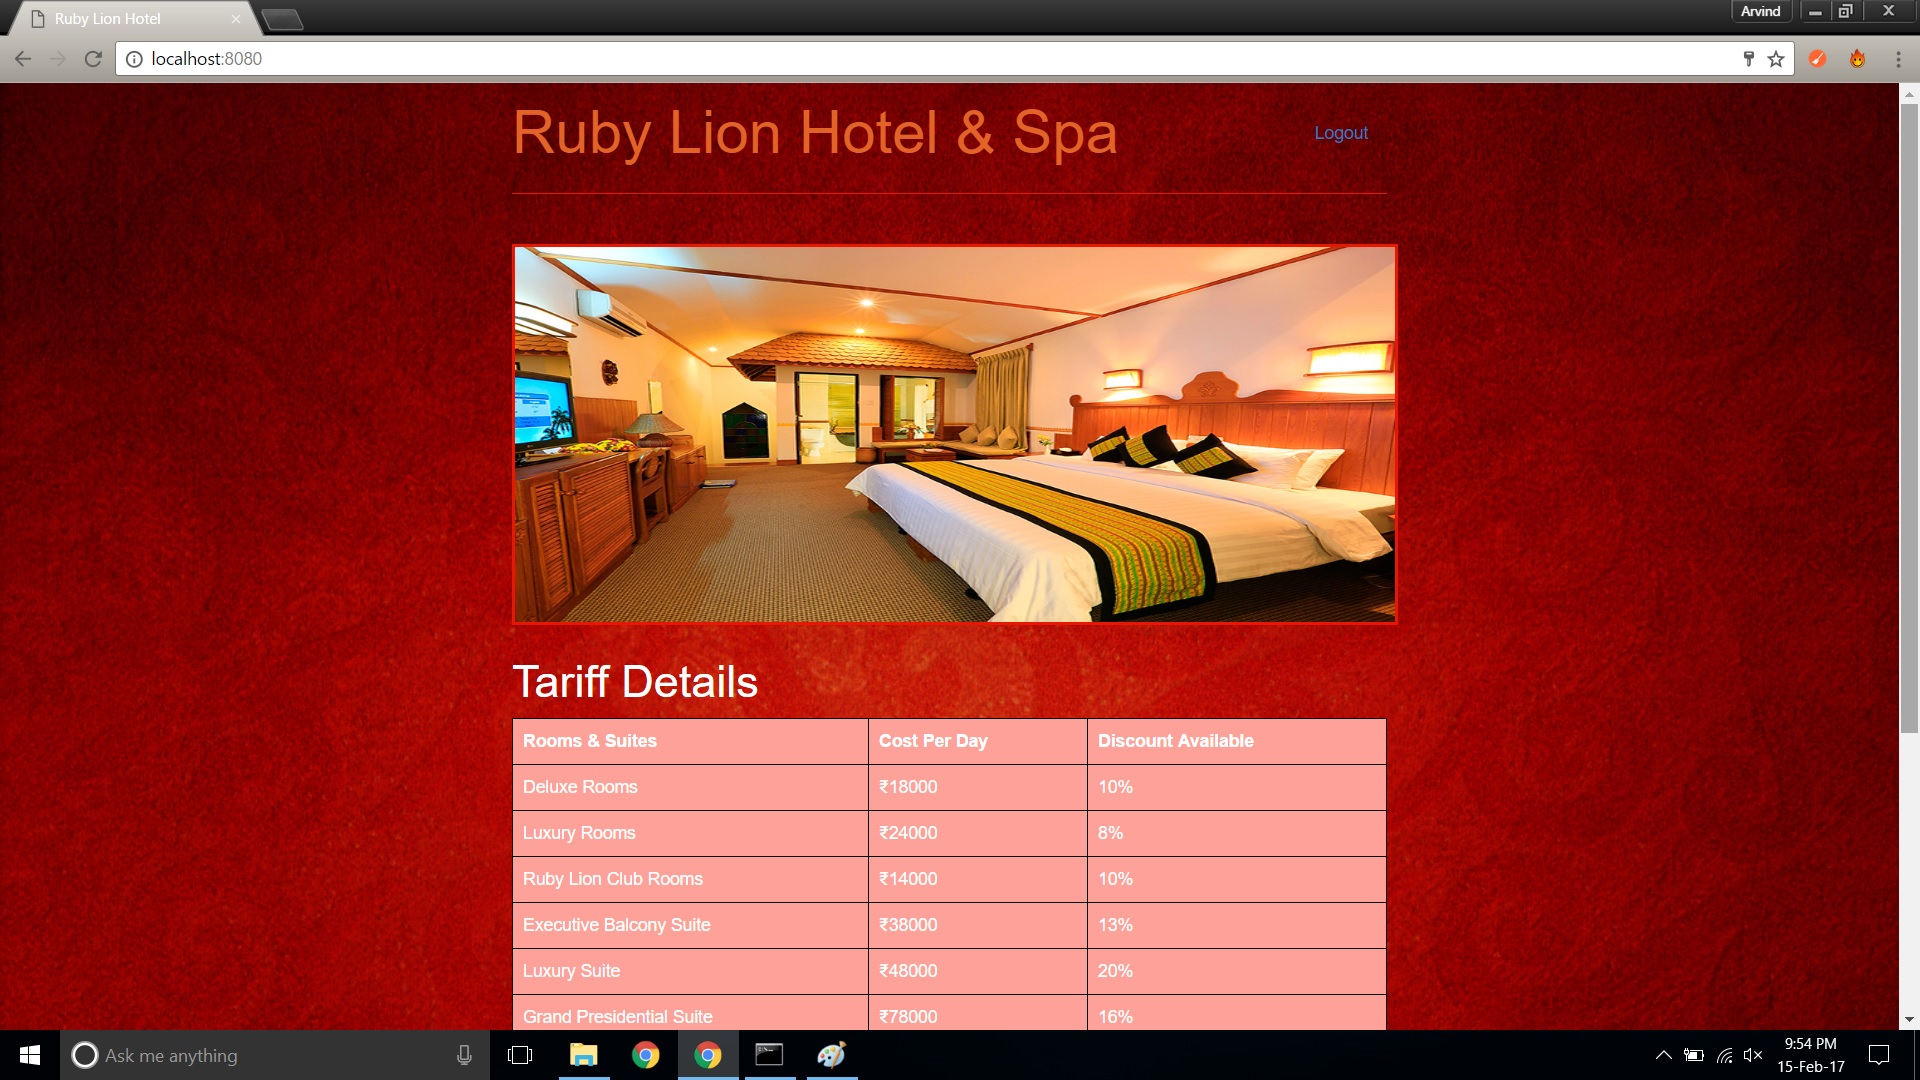 Ruby Lion Hotel
Arvind
localhost:8080
Ruby Lion Hotel & Spa
Logout
Tariff Details
Rooms & Suites Cost Per Day Discount Available
Deluxe Rooms ₹18000 10%
Luxury Rooms ₹24000 8%
Ruby Lion Club Rooms ₹14000 10%
Executive Balcony Suite ₹38000 13%
Luxury Suite ₹48000 20%
Grand Presidential Suite ₹78000 16%
Ask me anything
9:54 PM
15-Feb-17